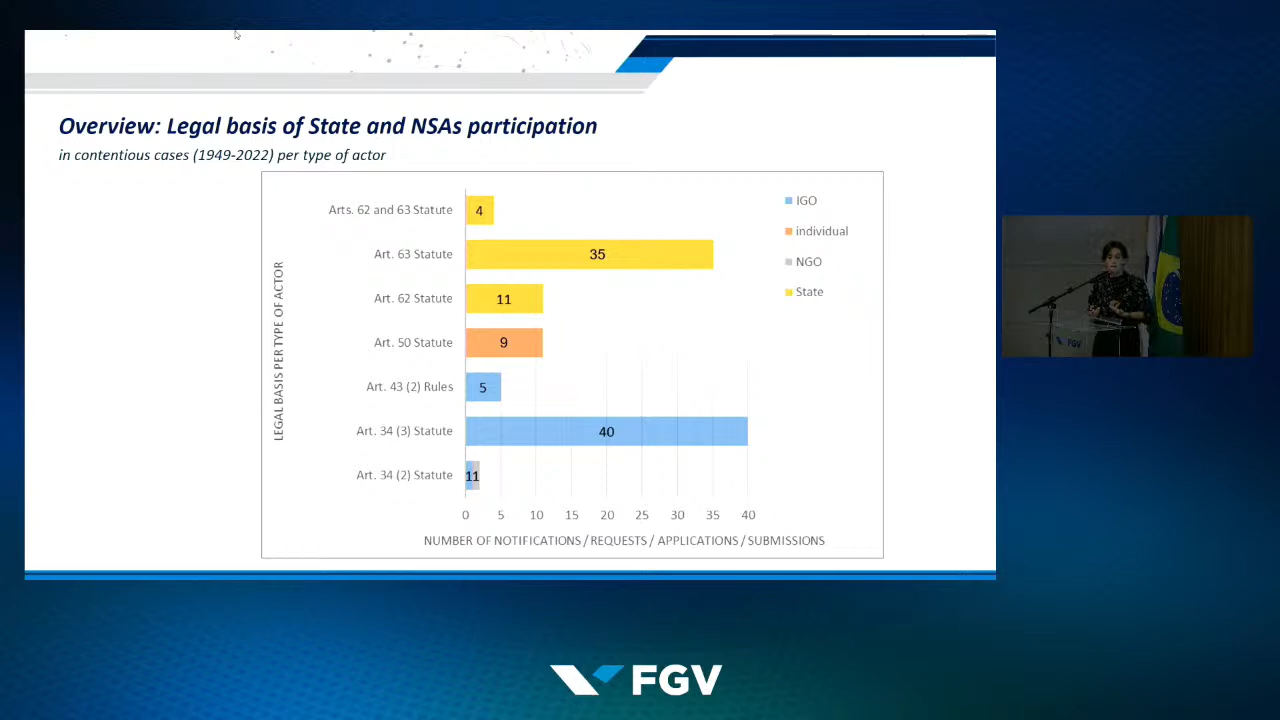 Overview: Legal basis of State and NSAs participation
in contentious cases (1949-2022) per type of actor
LEGAL BASIS PER TYPE OF ACTOR
Arts. 62 and 63 Statute
4
Art. 63 Statute
35
Art. 62 Statute
11
Art. 50 Statute
9
Art. 43 (2) Rules
5
Art. 34 (3) Statute
40
Art. 34 (2) Statute
11
0 5 10 15 20 25 30 35 40
NUMBER OF NOTIFICATIONS / REQUESTS / APPLICATIONS / SUBMISSIONS
IGO
individual
NGO
State
FGV
FGV